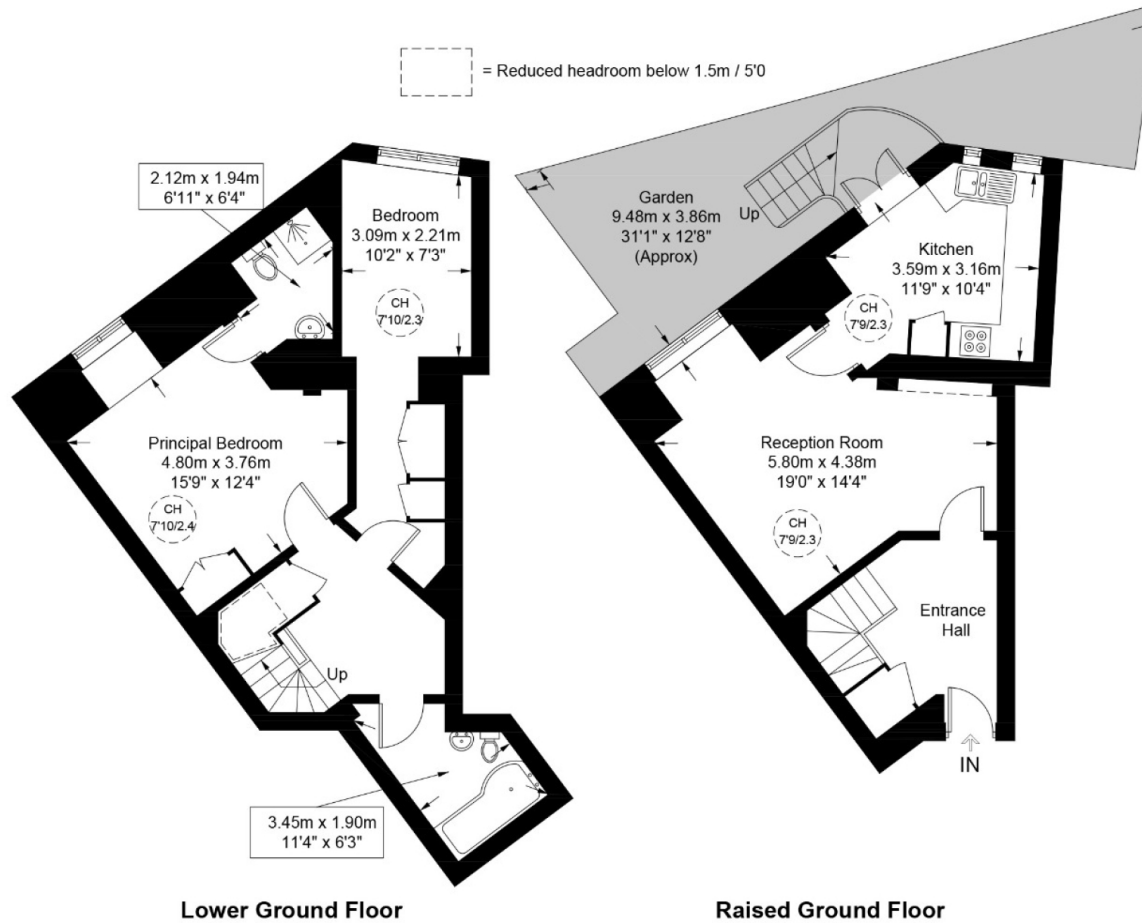 = Reduced headroom below 1.5m / 5'0
2.12m x 1.94m
6'11" x 6'4"
Bedroom
3.09m x 2.21m
10'2" x 7'3"
CH
7'10/2.3
Principal Bedroom
4.80m x 3.76m
15'9" x 12'4"
CH
7'10/2.4
Up
3.45m x 1.90m
11'4" x 6'3"
Lower Ground Floor
Garden
9.48m x 3.86m
31'1" x 12'8"
(Approx)
Up
Kitchen
3.59m x 3.16m
11'9" x 10'4"
CH
7'9/2.3
Reception Room
5.80m x 4.38m
19'0" x 14'4"
CH
7'9/2.3
Entrance
Hall
IN
Raised Ground Floor